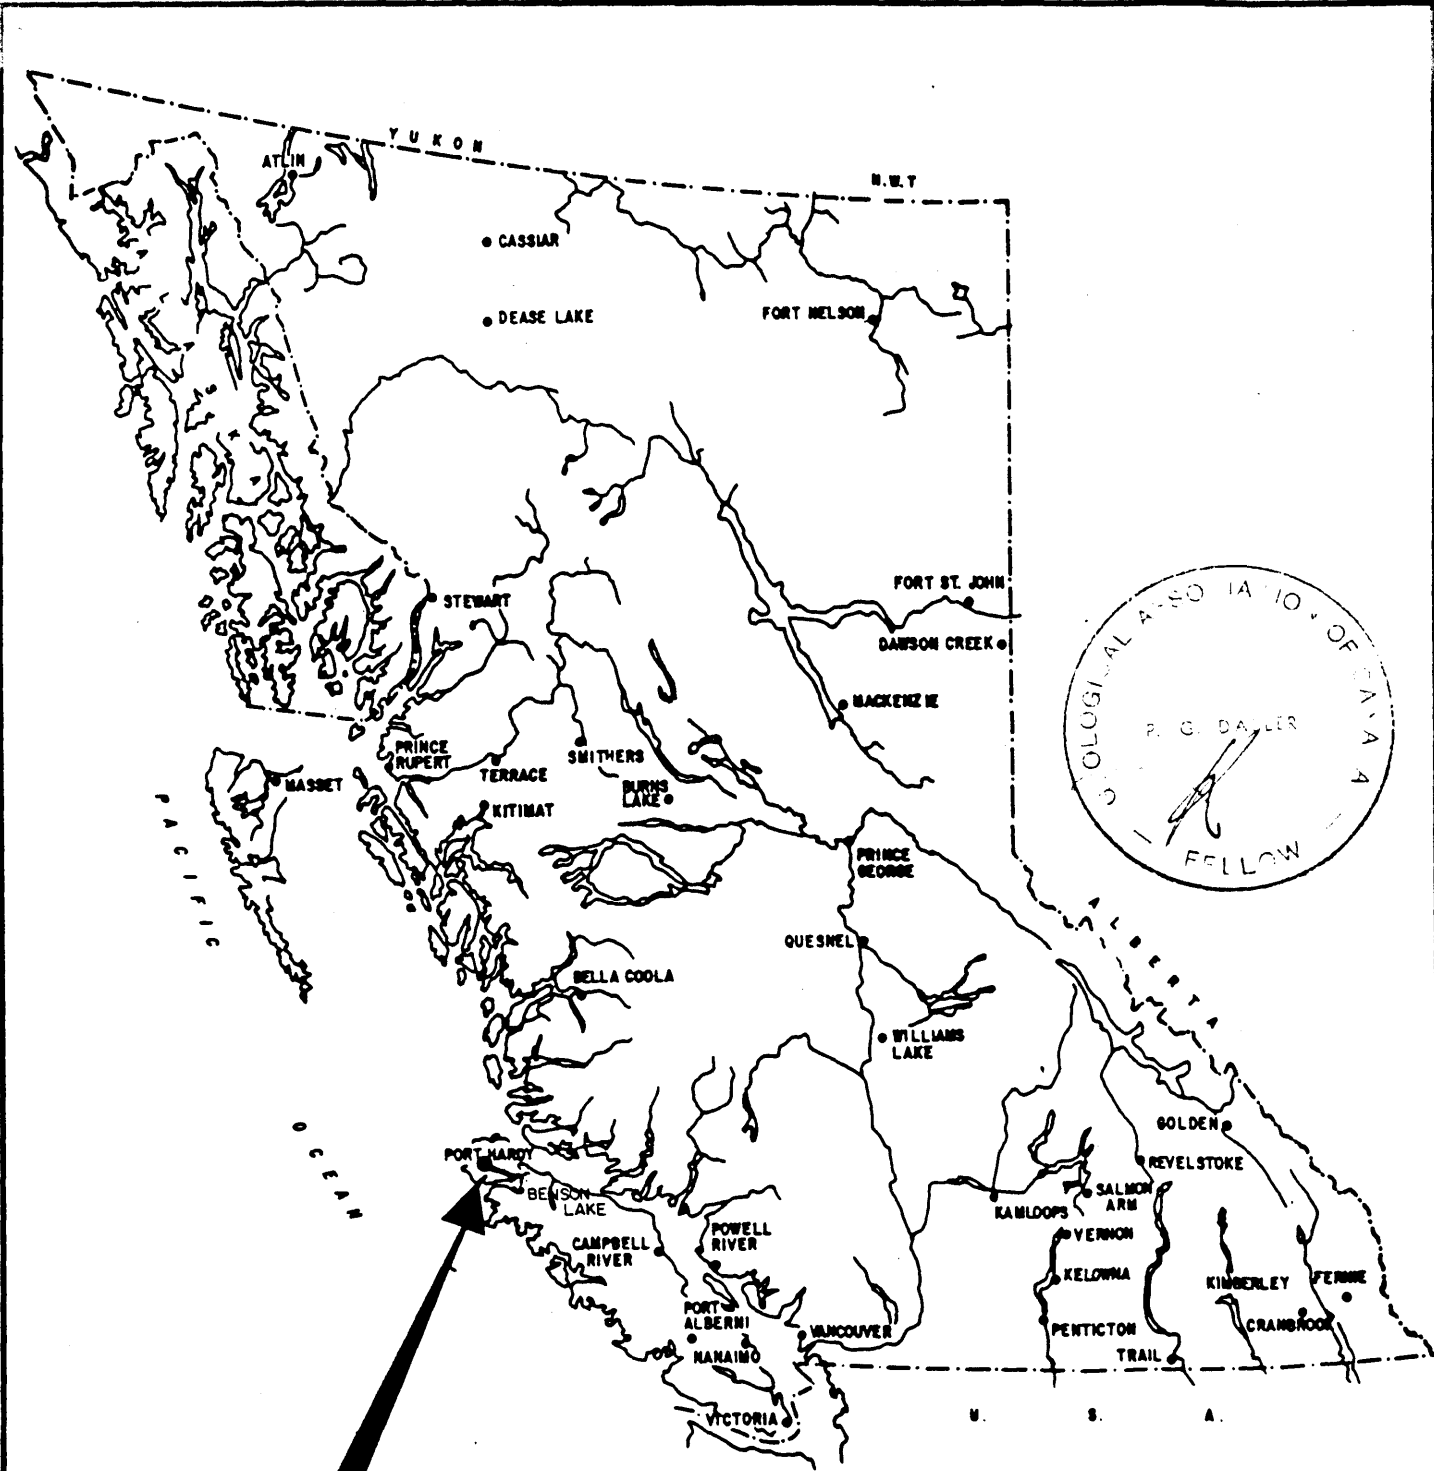 YUKON
N.W.T
ATLIN
CASSIAR
DEASE LAKE
FORT NELSON
ALASKA
FORT ST. JOHN
STEWART
DAWSON CREEK
MACKENZIE
PRINCE
RUPERT
TERRACE
SMITHERS
MASSET
BURNS
LAKE
KITIMAT
PRINCE
GEORGE
PACIFIC
OCEAN
ALBERTA
QUESNEL
BELLA COOLA
WILLIAMS
LAKE
GOLDEN
PORT HARDY
REVELSTOKE
BENSON
LAKE
SALMON
ARM
KAMLOOPS
POWELL
RIVER
VERNON
CAMPBELL
RIVER
KELOWNA
KIMBERLEY
FERNIE
PORT
ALBERNI
VANCOUVER
PENTICTON
CRANBROOK
NANAIMO
TRAIL
VICTORIA
U. S. A.
OF
FELLOW